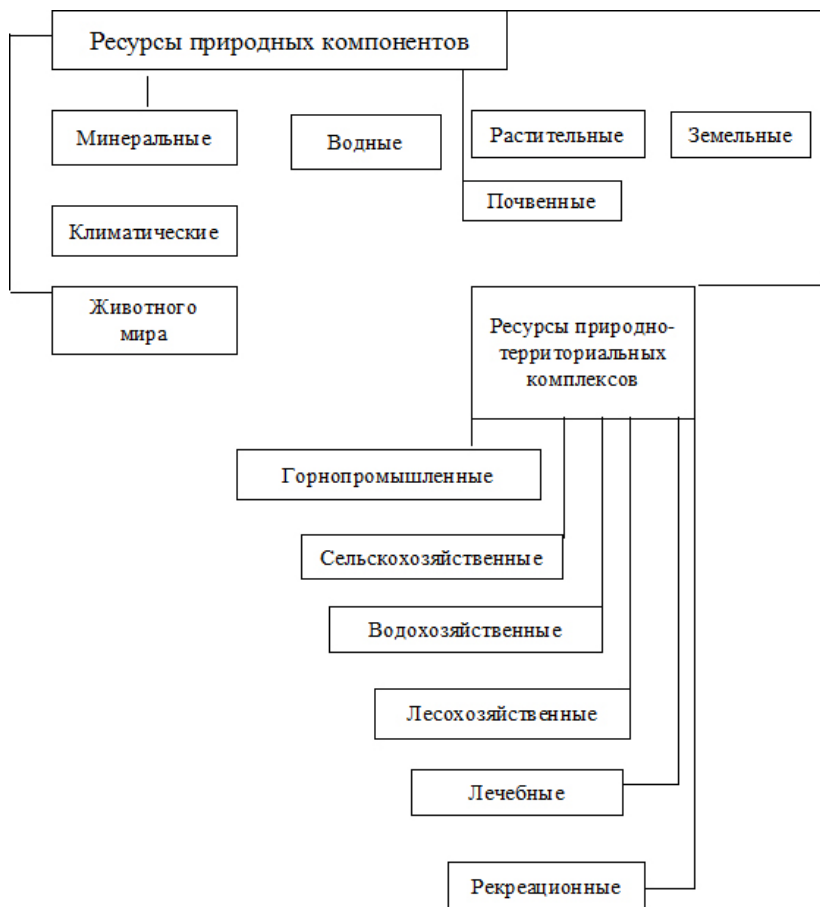 Ресурсы природных компонентов
Минеральные
Водные
Растительные
Земельные
Почвенные
Климатические
Животного
мира
Ресурсы природно-
территориальных
комплексов
Горнопромышленные
Сельскохозяйственные
Водохозяйственные
Лесохозяйственные
Лечебные
Рекреационные